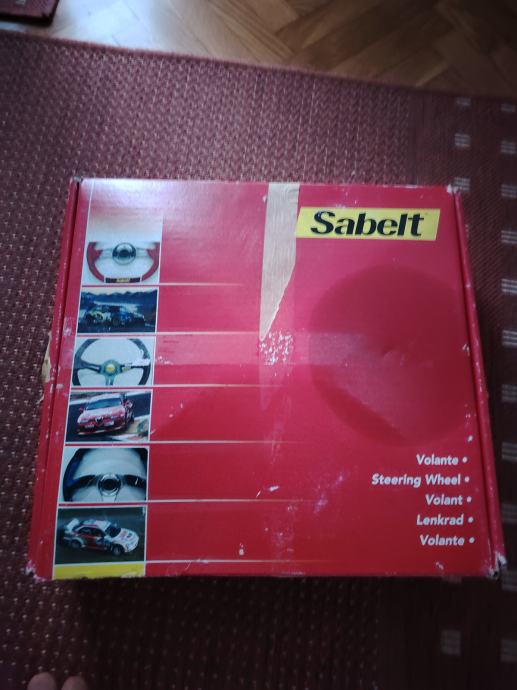 Sabelt
Volante •
Steering Wheel •
Volant •
Lenkrad •
Volante •